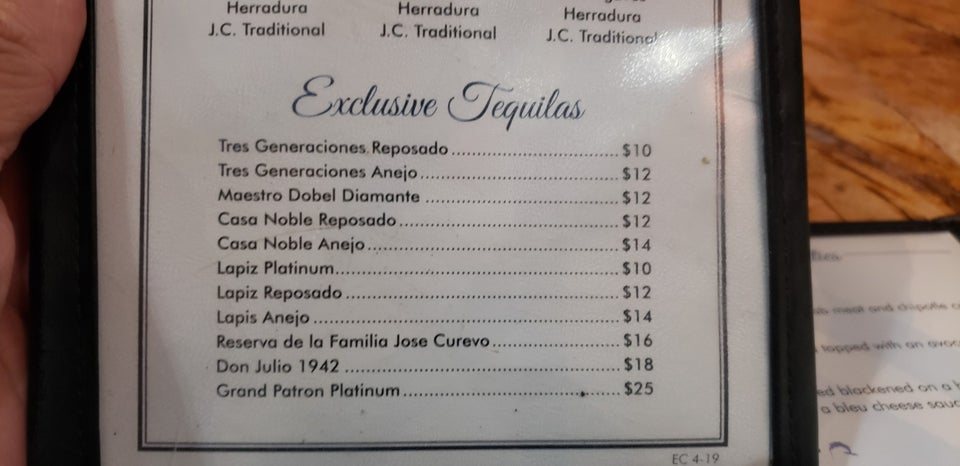 Herradura Herradura Herradura
J.C. Traditional J.C. Traditional J.C. Traditional
Exclusive Tequilas
Tres Generaciones Reposado $10
Tres Generaciones Anejo $12
Maestro Dobel Diamante $12
Casa Noble Reposado $12
Casa Noble Anejo $14
Lapiz Platinum $10
Lapiz Reposado $12
Lapis Anejo $14
Reserva de la Familia Jose Curevo $16
Don Julio 1942 $18
Grand Patron Platinum $25
EC 4-19
meat and chipotle
topped with an
blackened on a
a bleu cheese